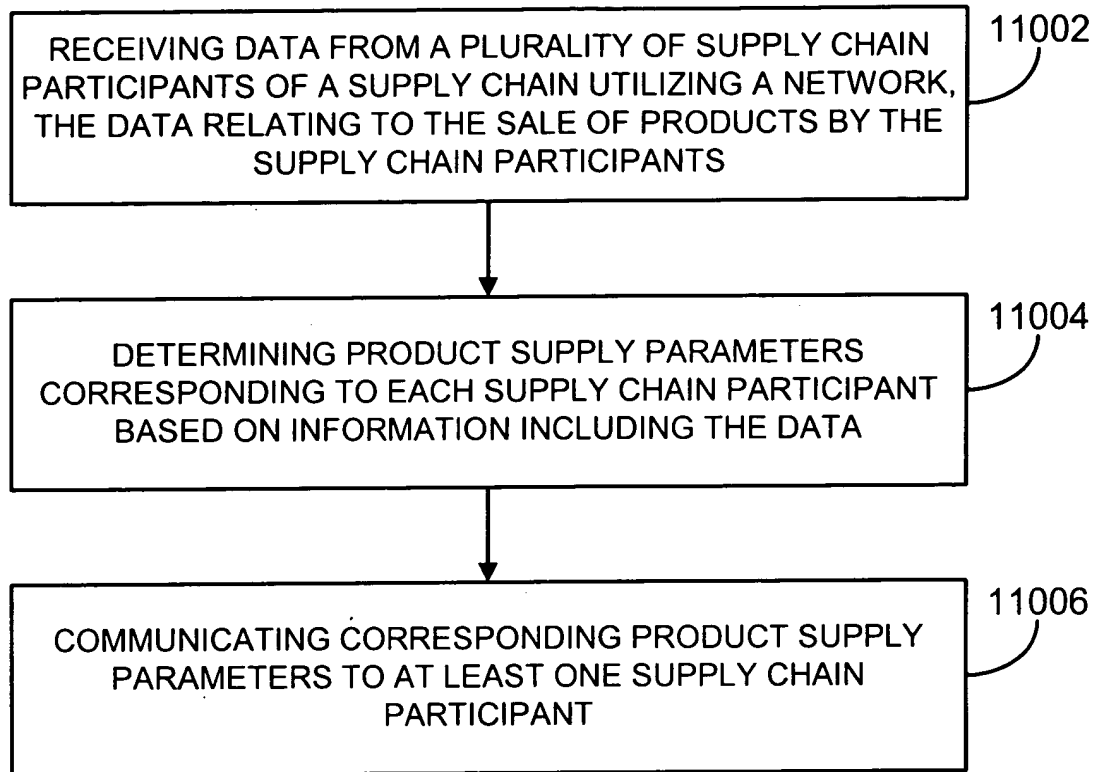 RECEIVING DATA FROM A PLURALITY OF SUPPLY CHAIN
PARTICIPANTS OF A SUPPLY CHAIN UTILIZING A NETWORK,
THE DATA RELATING TO THE SALE OF PRODUCTS BY THE
SUPPLY CHAIN PARTICIPANTS
11002
DETERMINING PRODUCT SUPPLY PARAMETERS
CORRESPONDING TO EACH SUPPLY CHAIN PARTICIPANT
BASED ON INFORMATION INCLUDING THE DATA
11004
COMMUNICATING CORRESPONDING PRODUCT SUPPLY
PARAMETERS TO AT LEAST ONE SUPPLY CHAIN
PARTICIPANT
11006